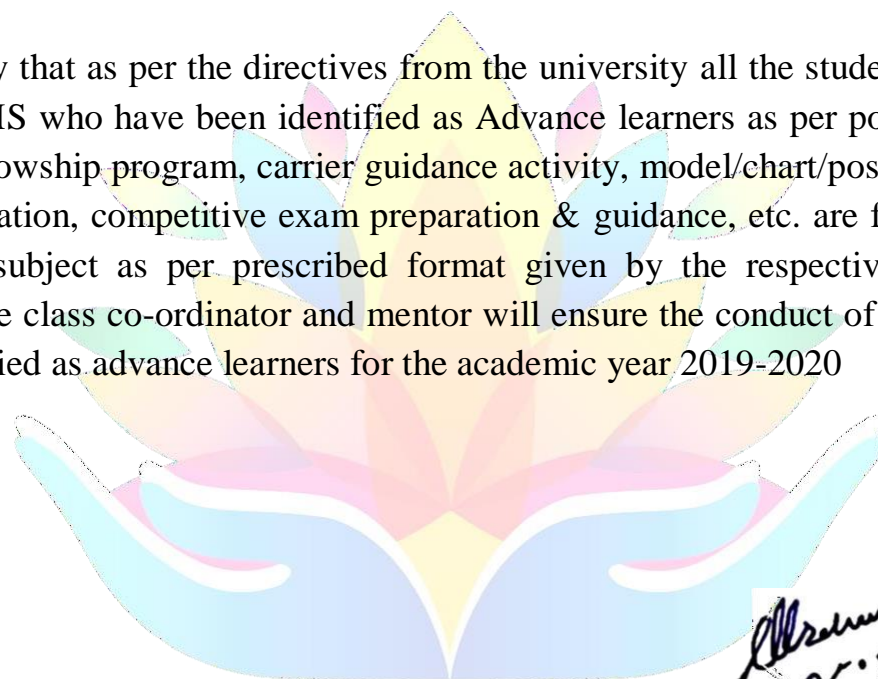 y that as per the directives from the university all the stude
IS who have been identified as Advance learners as per po
owship program, carrier guidance activity, model/chart/pos
ation, competitive exam preparation & guidance, etc. are f
subject as per prescribed format given by the respectiv
e class co-ordinator and mentor will ensure the conduct of
ied as advance learners for the academic year 2019-2020